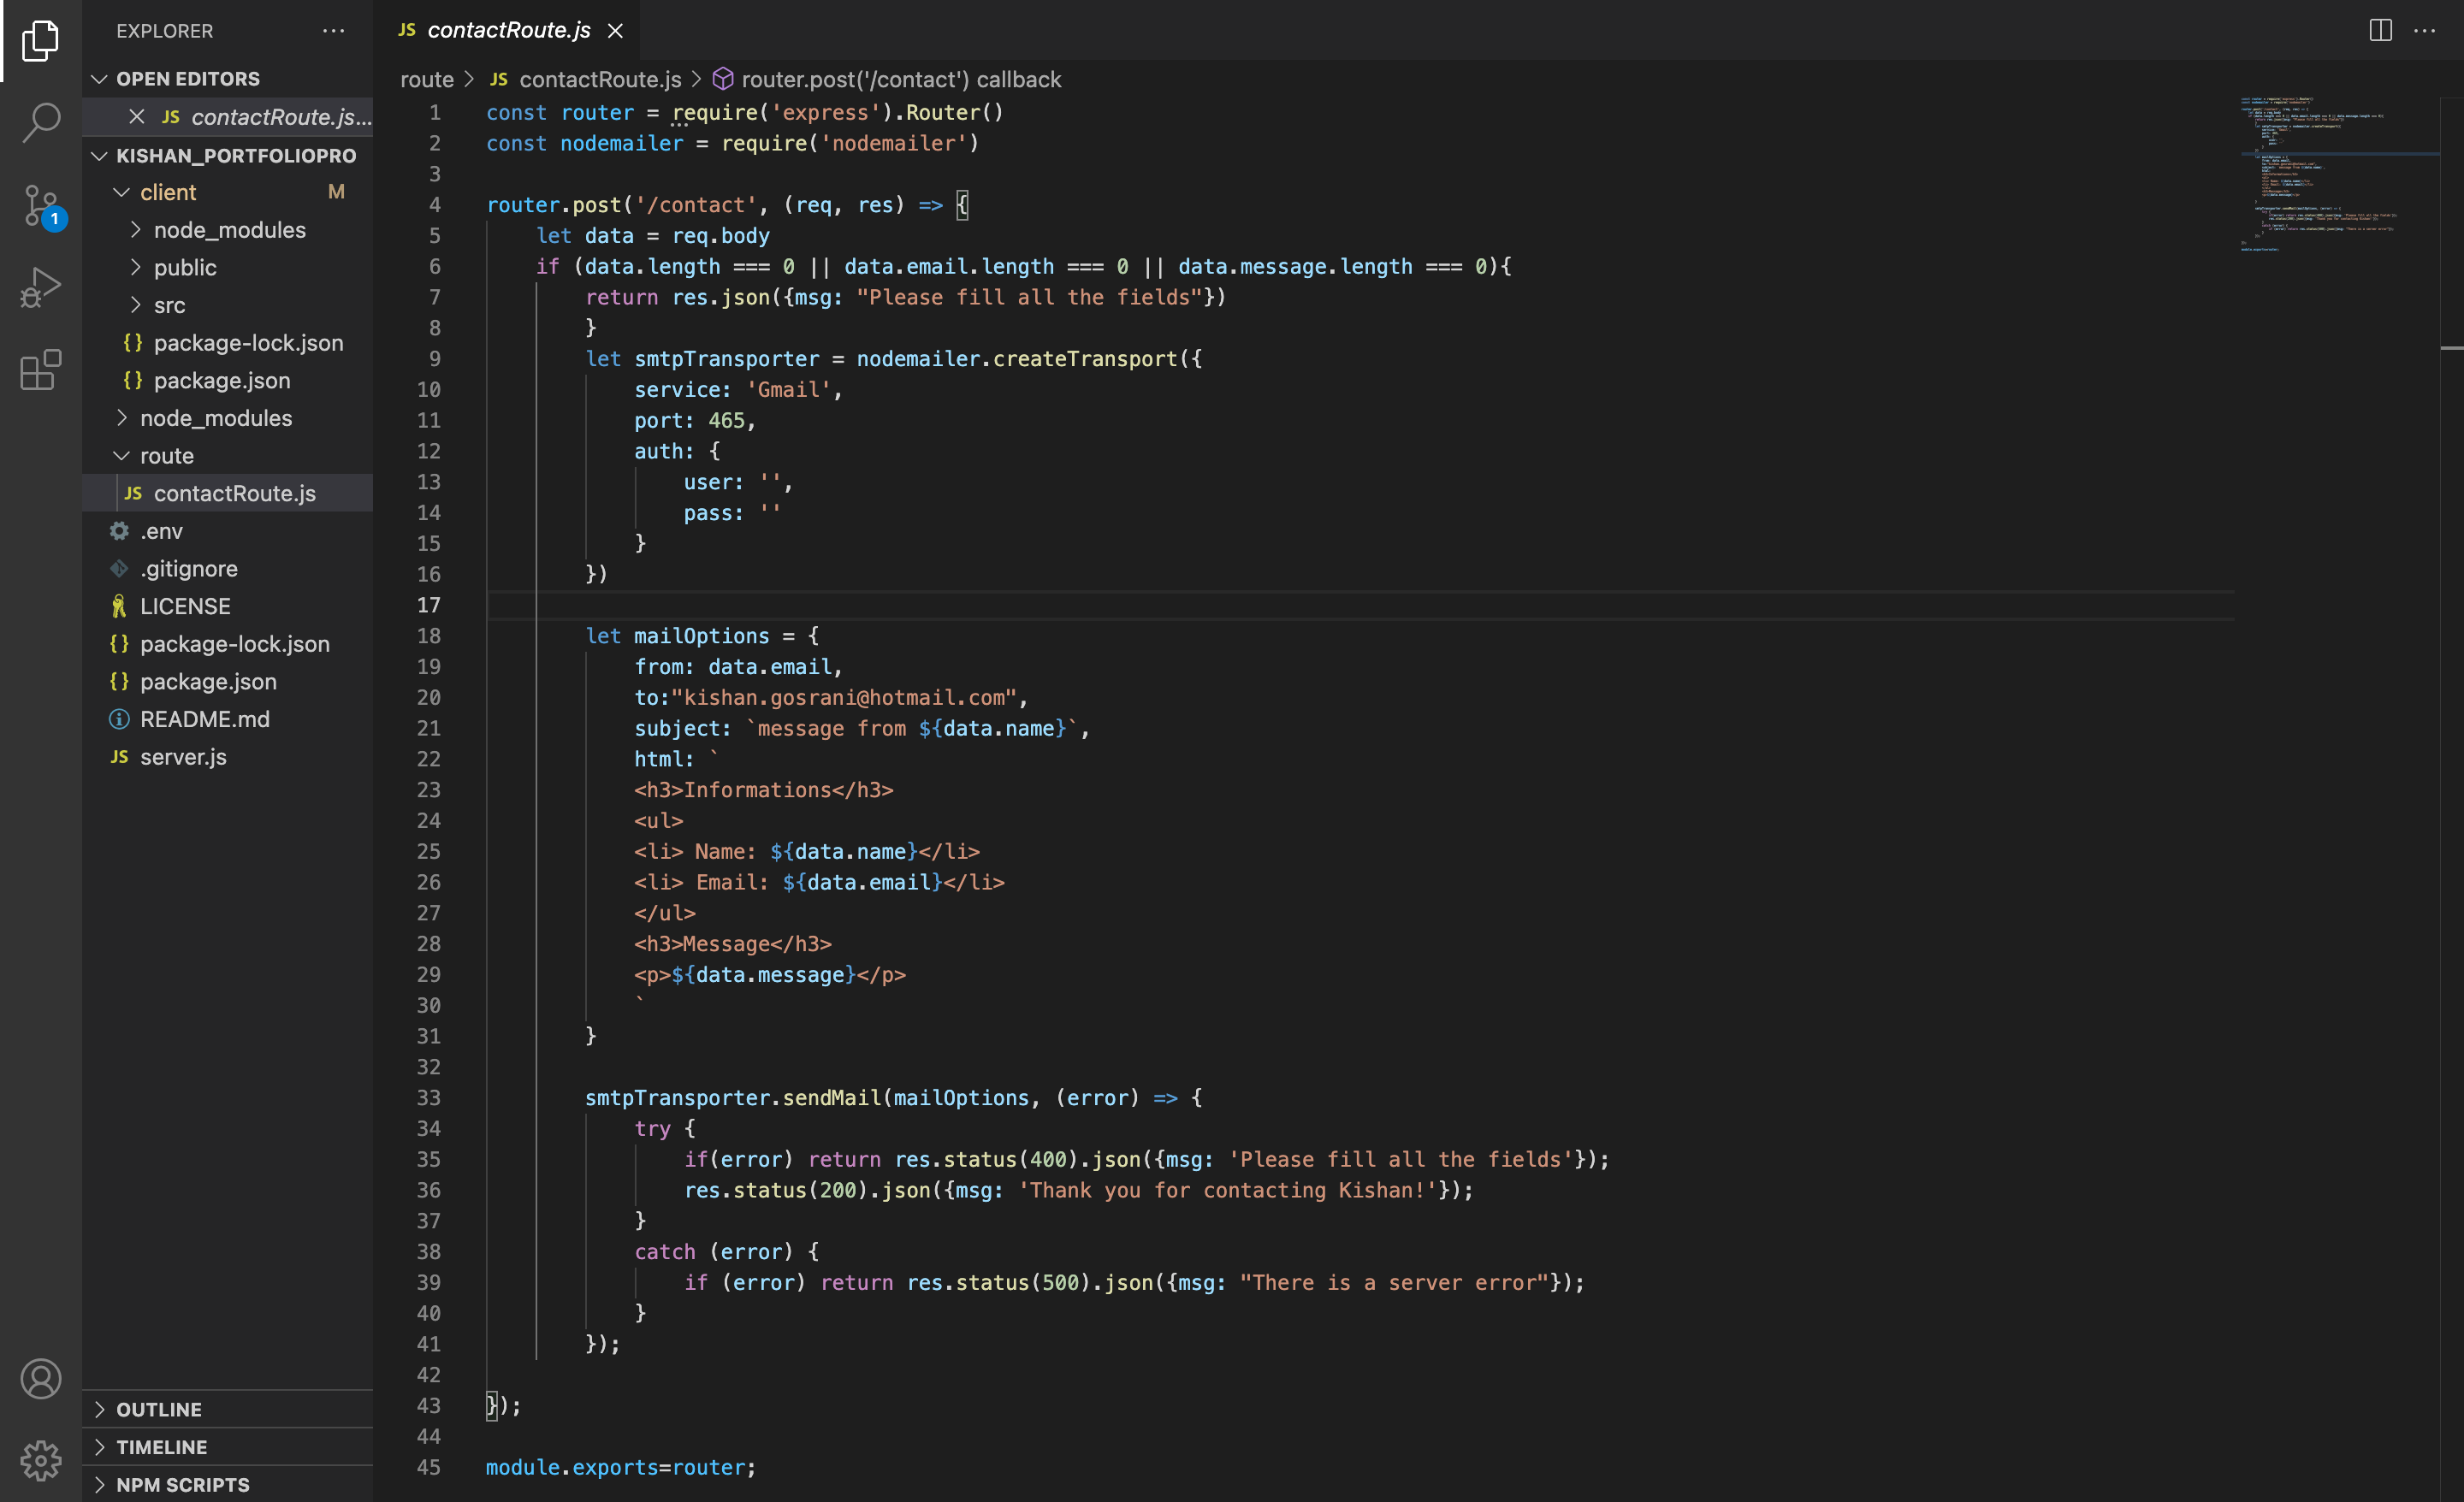 EXPLORER
OPEN EDITORS
JS contactRoute.js...
KISHAN_PORTFOLIOPRO
client M
node_modules
public
src
{} package-lock.json
{} package.json
node_modules
route
JS contactRoute.js
.env
.gitignore
LICENSE
{} package-lock.json
{} package.json
README.md
JS server.js
OUTLINE
TIMELINE
NPM SCRIPTS
1
JS contactRoute.js
route > JS contactRoute.js > router.post('/contact') callback
1 const router = require('express').Router()
2 const nodemailer = require('nodemailer')
3
4 router.post('/contact', (req, res) => {
5 let data = req.body
6 if (data.length === 0 || data.email.length === 0 || data.message.length === 0){
7 return res.json({msg: "Please fill all the fields"})
8 }
9 let smtpTransporter = nodemailer.createTransport({
10 service: 'Gmail',
11 port: 465,
12 auth: {
13 user: '',
14 pass: ''
15 }
16 })
17
18 let mailOptions = {
19 from: data.email,
20 to:"kishan.gosrani@hotmail.com",
21 subject: `message from ${data.name}`,
22 html: `
23 <h3>Informations</h3>
24 <ul>
25 <li> Name: ${data.name}</li>
26 <li> Email: ${data.email}</li>
27 </ul>
28 <h3>Message</h3>
29 <p>${data.message}</p>
30 `
31 }
32
33 smtpTransporter.sendMail(mailOptions, (error) => {
34 try {
35 if(error) return res.status(400).json({msg: 'Please fill all the fields'});
36 res.status(200).json({msg: 'Thank you for contacting Kishan!'});
37 }
38 catch (error) {
39 if (error) return res.status(500).json({msg: "There is a server error"});
40 }
41 });
42
43 });
44
45 module.exports=router;